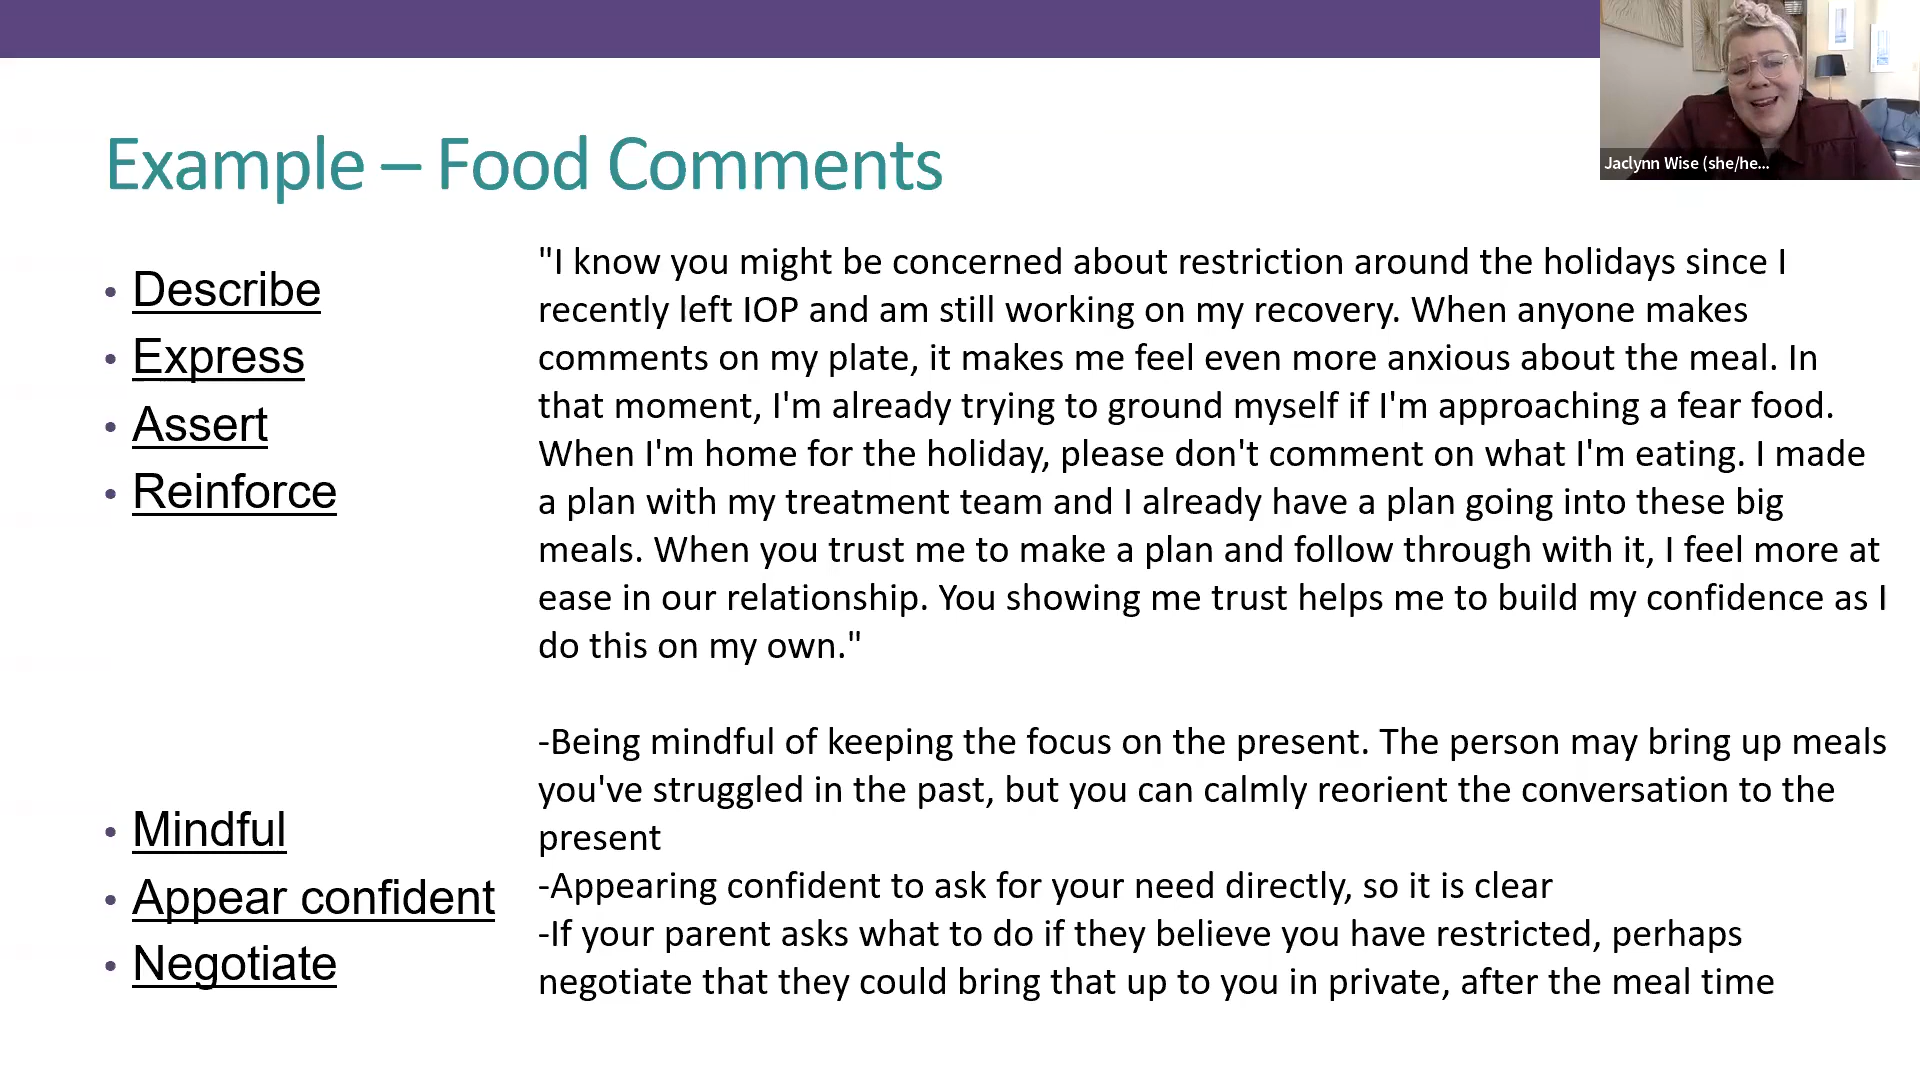 Jaclynn Wise (she/he...
Example – Food Comments
• Describe
• Express
• Assert
• Reinforce
• Mindful
• Appear confident
• Negotiate
"I know you might be concerned about restriction around the holidays since I
recently left IOP and am still working on my recovery. When anyone makes
comments on my plate, it makes me feel even more anxious about the meal. In
that moment, I'm already trying to ground myself if I'm approaching a fear food.
When I'm home for the holiday, please don't comment on what I'm eating. I made
a plan with my treatment team and I already have a plan going into these big
meals. When you trust me to make a plan and follow through with it, I feel more at
ease in our relationship. You showing me trust helps me to build my confidence as I
do this on my own."
-Being mindful of keeping the focus on the present. The person may bring up meals
you've struggled in the past, but you can calmly reorient the conversation to the
present
-Appearing confident to ask for your need directly, so it is clear
-If your parent asks what to do if they believe you have restricted, perhaps
negotiate that they could bring that up to you in private, after the meal time